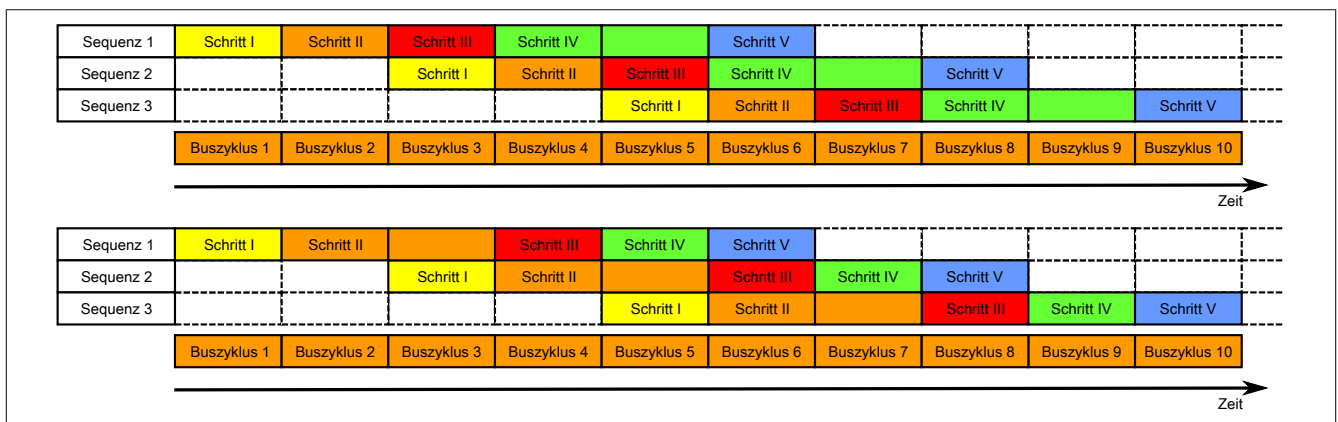 Sequenz 1 Schritt I Schritt II Schritt III Schritt IV Schritt V
Sequenz 2 Schritt I Schritt II Schritt III Schritt IV Schritt V
Sequenz 3 Schritt I Schritt II Schritt III Schritt IV Schritt V
Buszyklus 1 Buszyklus 2 Buszyklus 3 Buszyklus 4 Buszyklus 5 Buszyklus 6 Buszyklus 7 Buszyklus 8 Buszyklus 9 Buszyklus 10
Zeit
Sequenz 1 Schritt I Schritt II Schritt III Schritt IV Schritt V
Sequenz 2 Schritt I Schritt II Schritt III Schritt IV Schritt V
Sequenz 3 Schritt I Schritt II Schritt III Schritt IV Schritt V
Buszyklus 1 Buszyklus 2 Buszyklus 3 Buszyklus 4 Buszyklus 5 Buszyklus 6 Buszyklus 7 Buszyklus 8 Buszyklus 9 Buszyklus 10
Zeit